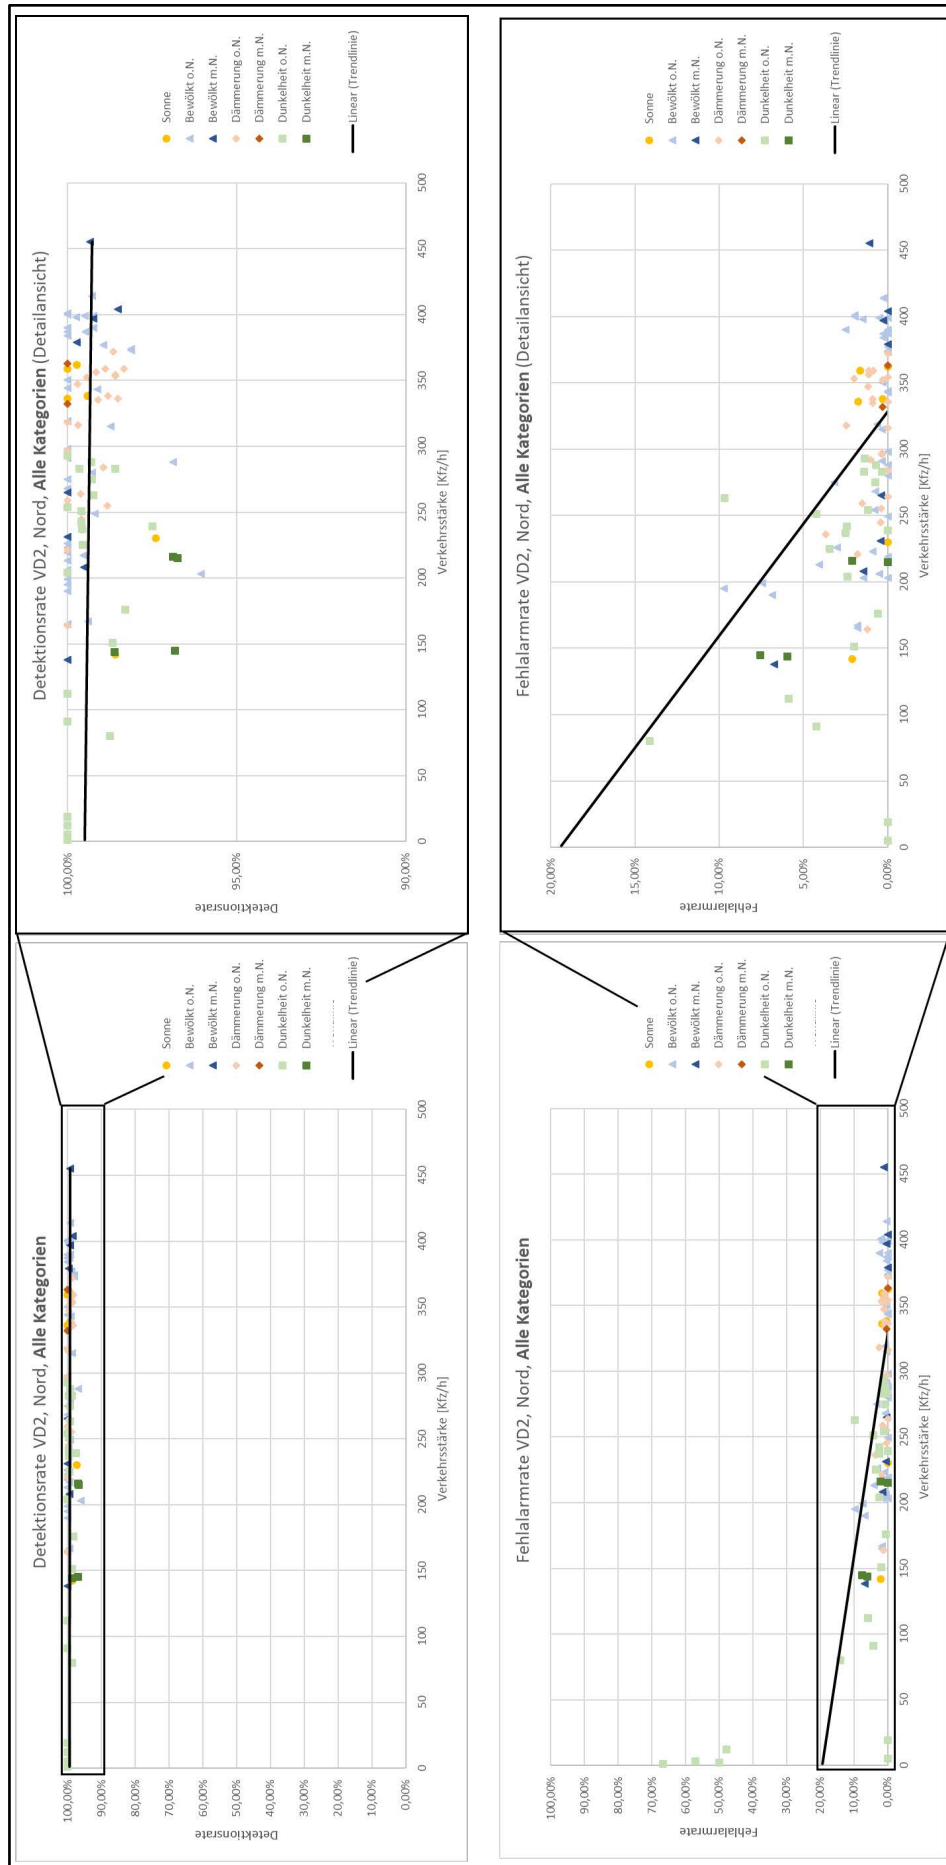 Detektionsrate VD2, Nord, Alle Kategorien
Detektionsrate
100,00%
90,00%
80,00%
70,00%
60,00%
50,00%
40,00%
30,00%
20,00%
10,00%
0,00%
0
50
100
150
200
250
300
350
400
450
500
Verkehrsstärke [Kfz/h]
Sonne
Bewölkt o.N.
Bewölkt m.N.
Dämmerung o.N.
Dämmerung m.N.
Dunkelheit o.N.
Dunkelheit m.N.
Linear (Trendlinie)
Detektionsrate VD2, Nord, Alle Kategorien (Detailansicht)
Detektionsrate
100,00%
95,00%
90,00%
0
50
100
150
200
250
300
350
400
450
500
Verkehrsstärke [Kfz/h]
Sonne
Bewölkt o.N.
Bewölkt m.N.
Dämmerung o.N.
Dämmerung m.N.
Dunkelheit o.N.
Dunkelheit m.N.
Linear (Trendlinie)
Fehlalarmrate VD2, Nord, Alle Kategorien
Fehlalarmrate
100,00%
90,00%
80,00%
70,00%
60,00%
50,00%
40,00%
30,00%
20,00%
10,00%
0,00%
0
50
100
150
200
250
300
350
400
450
500
Verkehrsstärke [Kfz/h]
Sonne
Bewölkt o.N.
Bewölkt m.N.
Dämmerung o.N.
Dämmerung m.N.
Dunkelheit o.N.
Dunkelheit m.N.
Linear (Trendlinie)
Fehlalarmrate VD2, Nord, Alle Kategorien (Detailansicht)
Fehlalarmrate
20,00%
15,00%
10,00%
5,00%
0,00%
0
50
100
150
200
250
300
350
400
450
500
Verkehrsstärke [Kfz/h]
Sonne
Bewölkt o.N.
Bewölkt m.N.
Dämmerung o.N.
Dämmerung m.N.
Dunkelheit o.N.
Dunkelheit m.N.
Linear (Trendlinie)